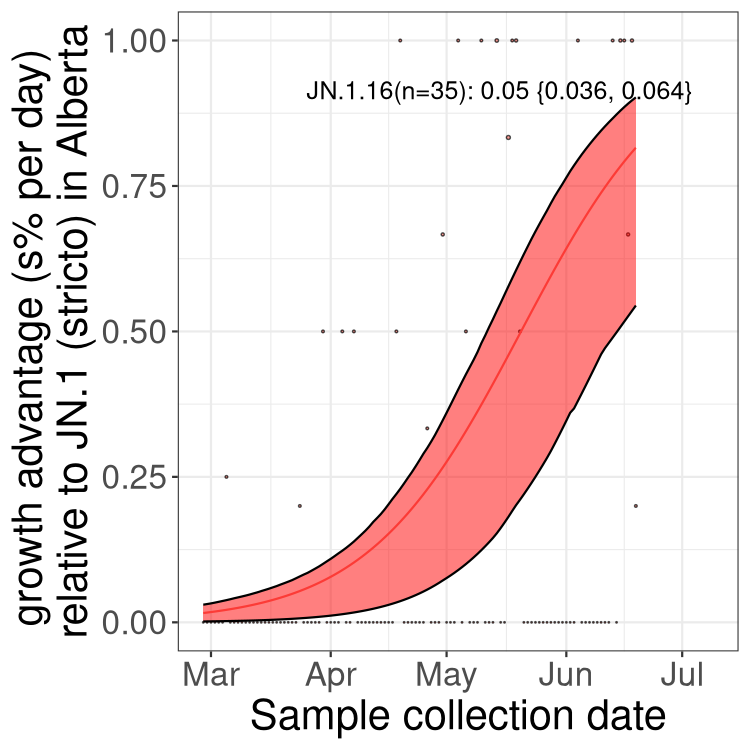 growth advantage (s% per day)
relative to JN.1 (stricto) in Alberta
1.00
0.75
0.50
0.25
0.00
JN.1.16(n=35): 0.05 {0.036, 0.064}
Mar Apr May Jun Jul
Sample collection date